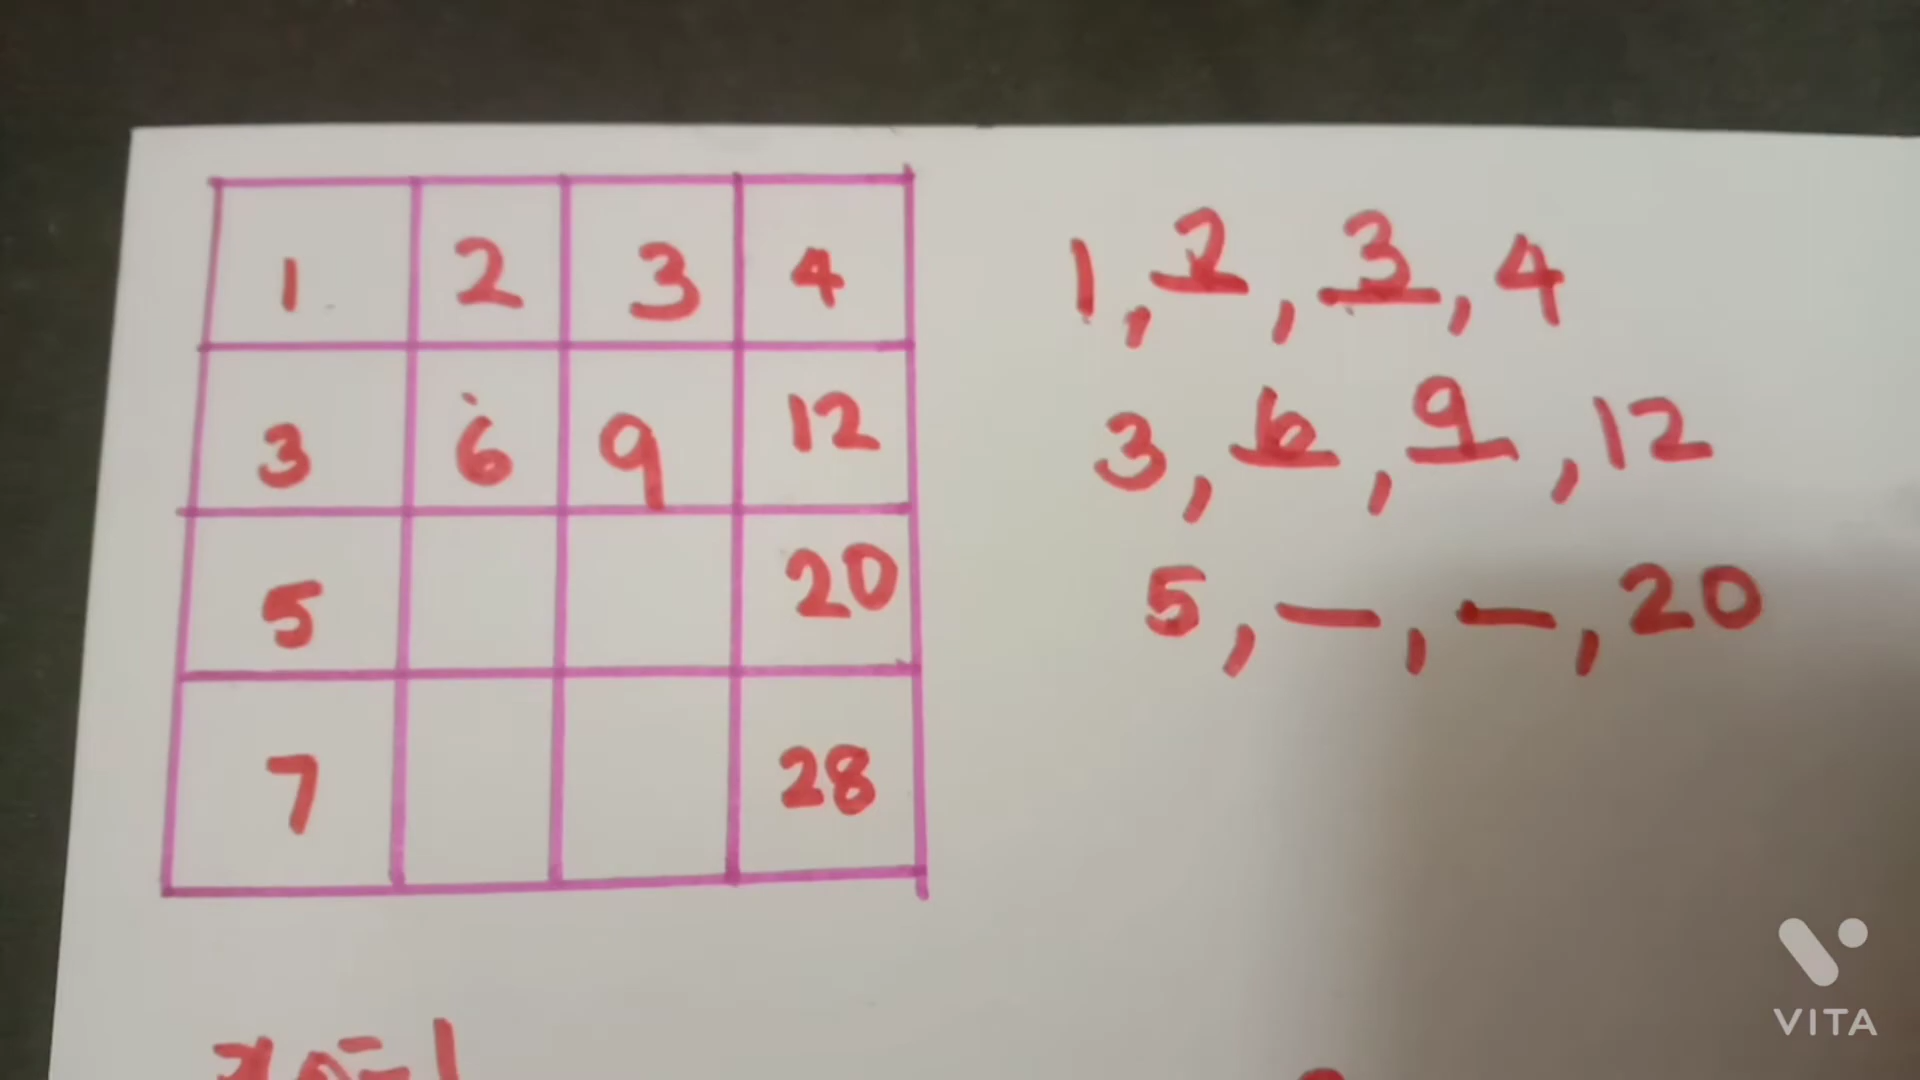 1 2 3 4
3 6 9 12
5 20
7 28
1, 2, 3, 4
3, 6, 9, 12
5, —, —, 20
VITA